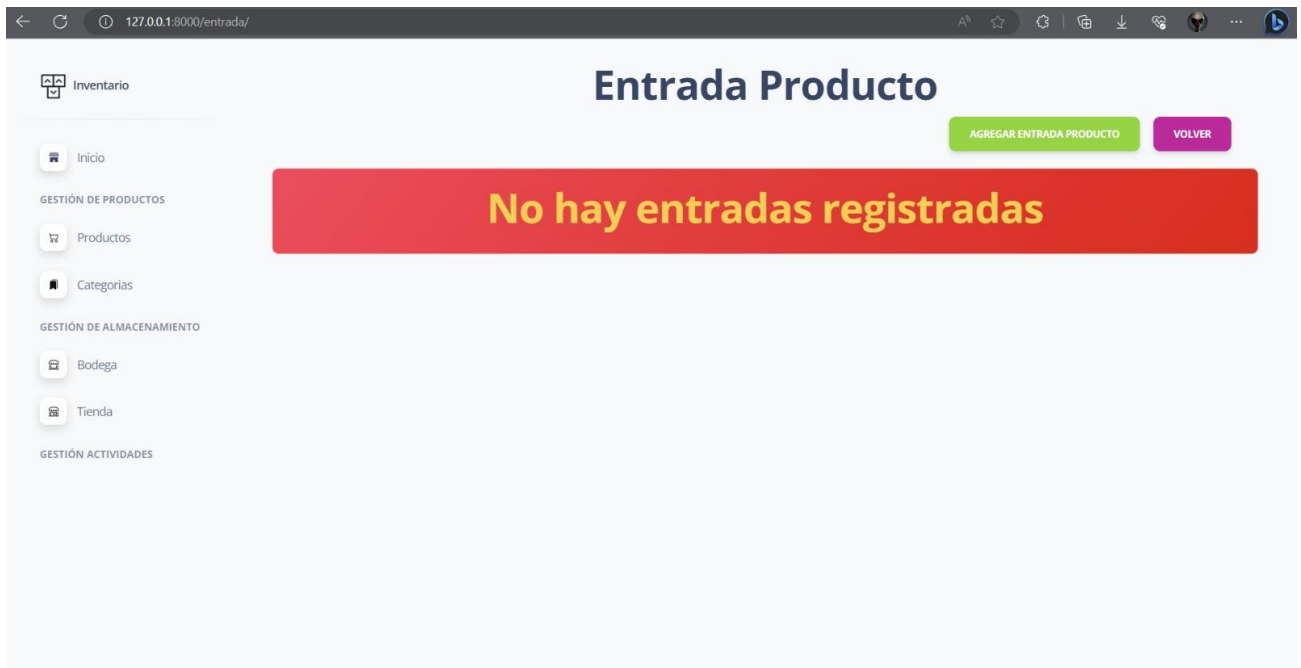 127.0.0.1:8000/entrada/
Inventario
Inicio
GESTIÓN DE PRODUCTOS
Productos
Categorias
GESTIÓN DE ALMACENAMIENTO
Bodega
Tienda
GESTIÓN ACTIVIDADES
Entrada Producto
AGREGAR ENTRADA PRODUCTO
VOLVER
No hay entradas registradas